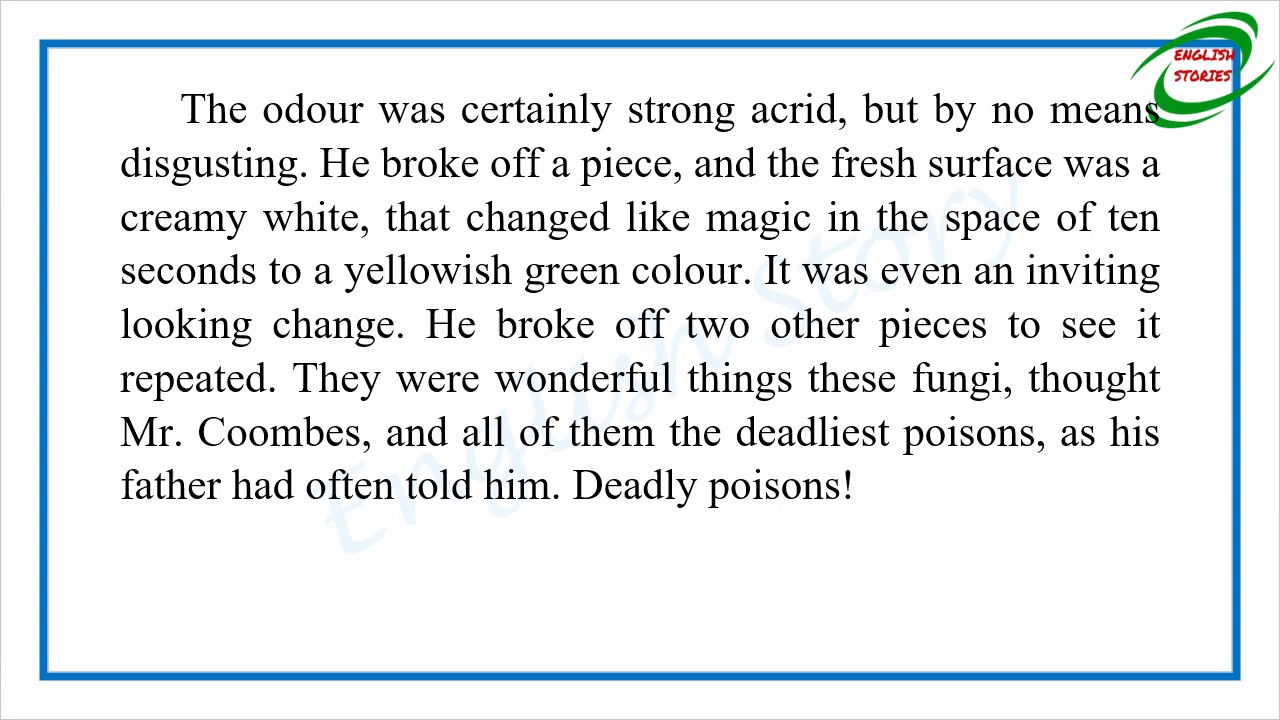 ENGLISH
STORIES
The odour was certainly strong acrid, but by no means
disgusting. He broke off a piece, and the fresh surface was a
creamy white, that changed like magic in the space of ten
seconds to a yellowish green colour. It was even an inviting
looking change. He broke off two other pieces to see it
repeated. They were wonderful things these fungi, thought
Mr. Coombes, and all of them the deadliest poisons, as his
father had often told him. Deadly poisons!
English Story